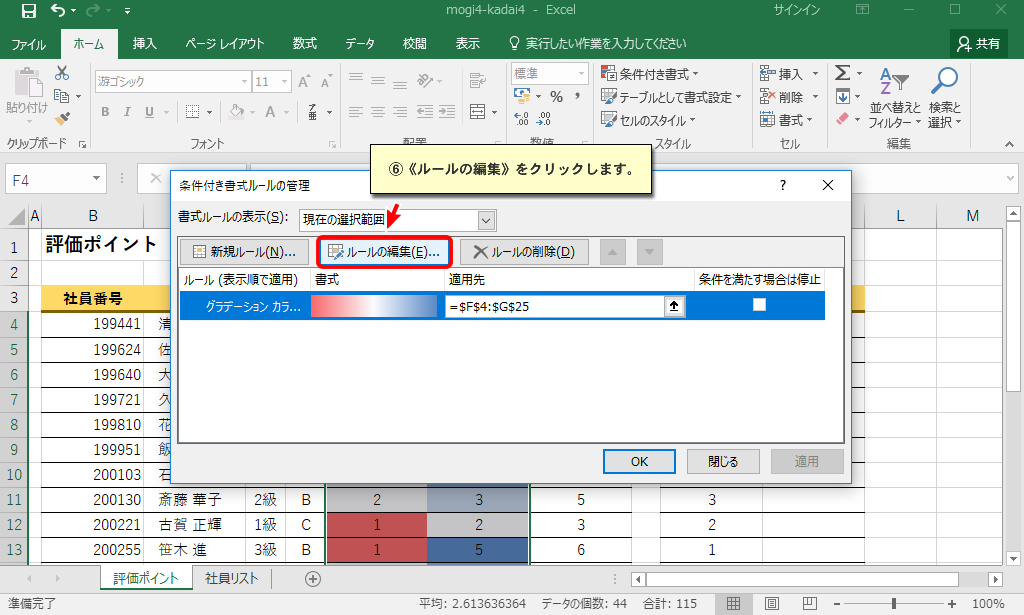 mogi4-kadai4 - Excel
サインイン
ファイル ホーム 挿入 ページ レイアウト 数式 データ 校閲 表示 実行したい作業を入力してください 共有
貼り付け
游ゴシック 11
標準
条件付き書式
テーブルとして書式設定
セルのスタイル
挿入
削除
書式
並べ替えと
フィルター
検索と
選択
クリップボード フォント 配置 数値 スタイル セル 編集
⑥《ルールの編集》をクリックします。
F4
条件付き書式ルールの管理
書式ルールの表示(S): 現在の選択範囲
新規ルール(N)... ルールの編集(E)... ルールの削除(D)
ルール (表示順で適用) 書式 適用先 条件を満たす場合は停止
グラデーション カラ... =$F$4:$G$25
OK 閉じる 適用
A B L M
1 評価ポイント
2
3 社員番号
4 199441 清
5 199624 佐
6 199640 大
7 199721 久
8 199810 花
9 199951 飯
10 200103 石
11 200130 斎藤 華子 2級 B 2 3 5 3
12 200221 古賀 正輝 1級 C 1 2 3 2
13 200255 笹木 進 3級 B 1 5 6 1
評価ポイント 社員リスト
準備完了 平均: 2.613636364 データの個数: 44 合計: 115 100%